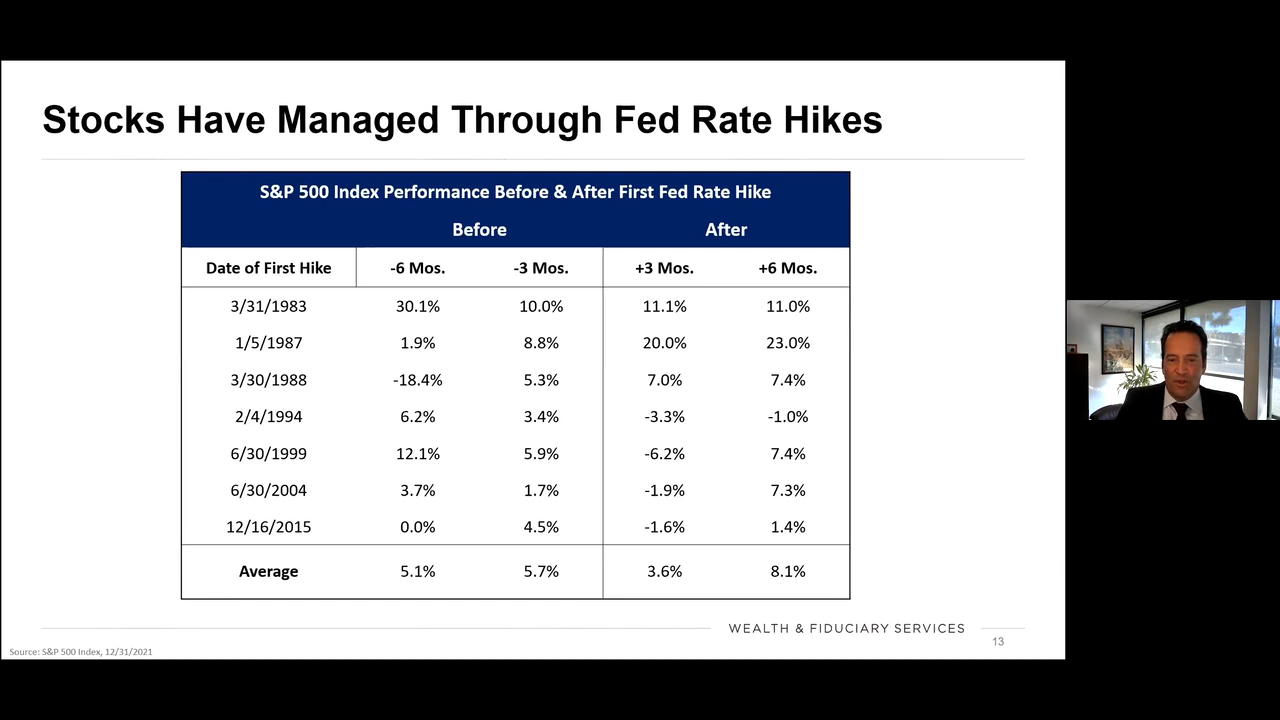 Stocks Have Managed Through Fed Rate Hikes
S&P 500 Index Performance Before & After First Fed Rate Hike
Before After
Date of First Hike -6 Mos. -3 Mos. +3 Mos. +6 Mos.
3/31/1983 30.1% 10.0% 11.1% 11.0%
1/5/1987 1.9% 8.8% 20.0% 23.0%
3/30/1988 -18.4% 5.3% 7.0% 7.4%
2/4/1994 6.2% 3.4% -3.3% -1.0%
6/30/1999 12.1% 5.9% -6.2% 7.4%
6/30/2004 3.7% 1.7% -1.9% 7.3%
12/16/2015 0.0% 4.5% -1.6% 1.4%
Average 5.1% 5.7% 3.6% 8.1%
WEALTH & FIDUCIARY SERVICES
13
Source: S&P 500 Index, 12/31/2021